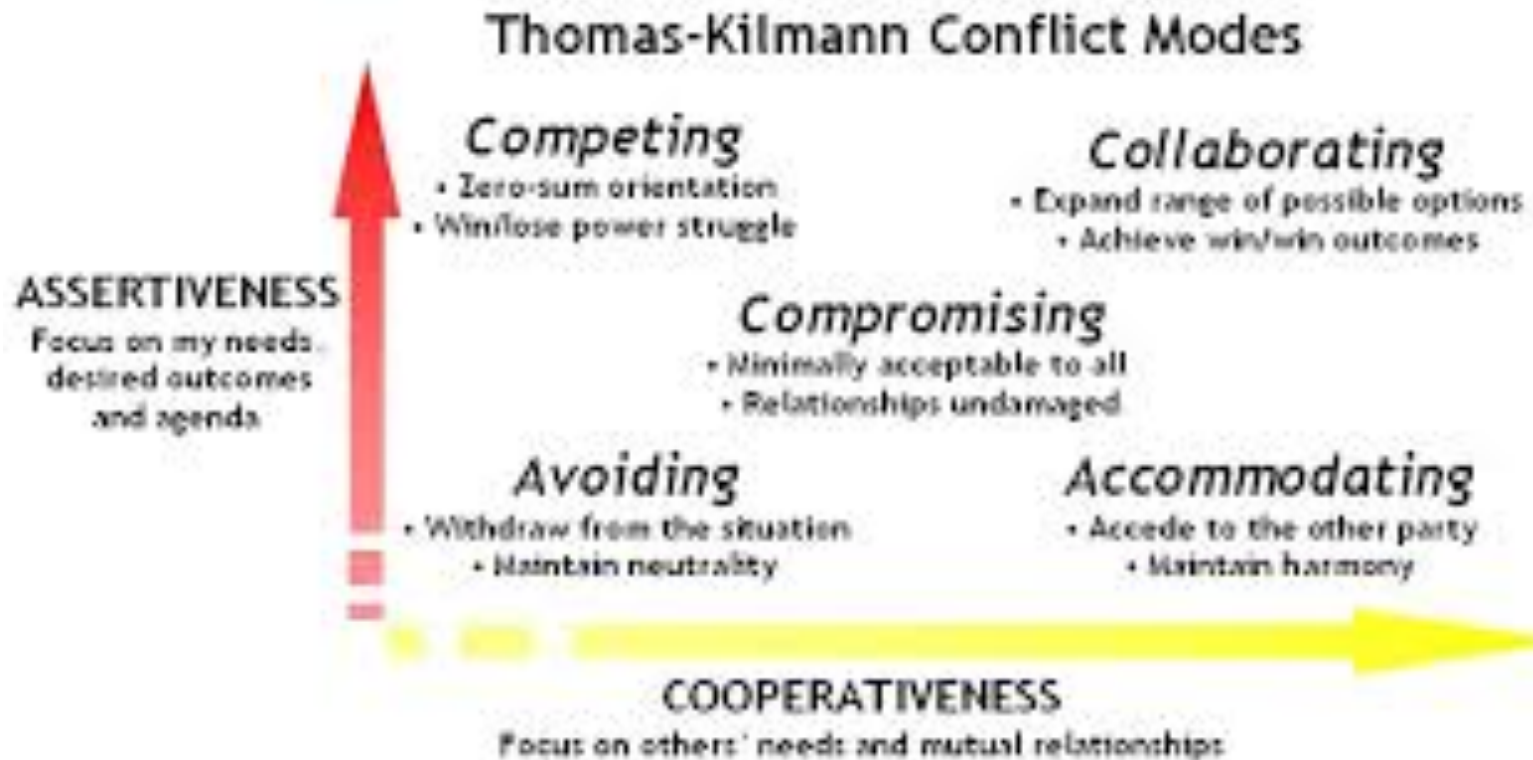 Thomas-Kilmann Conflict Modes
Competing
• Zero-sum orientation
• Win/lose power struggle
Collaborating
• Expand range of possible options
• Achieve win/win outcomes
ASSERTIVENESS
Focus on my needs,
desired outcomes
and agenda
Compromising
• Minimally acceptable to all
• Relationships undamaged
Avoiding
• Withdraw from the situation
• Maintain neutrality
Accommodating
• Accede to the other party
• Maintain harmony
COOPERATIVENESS
Focus on others' needs and mutual relationships